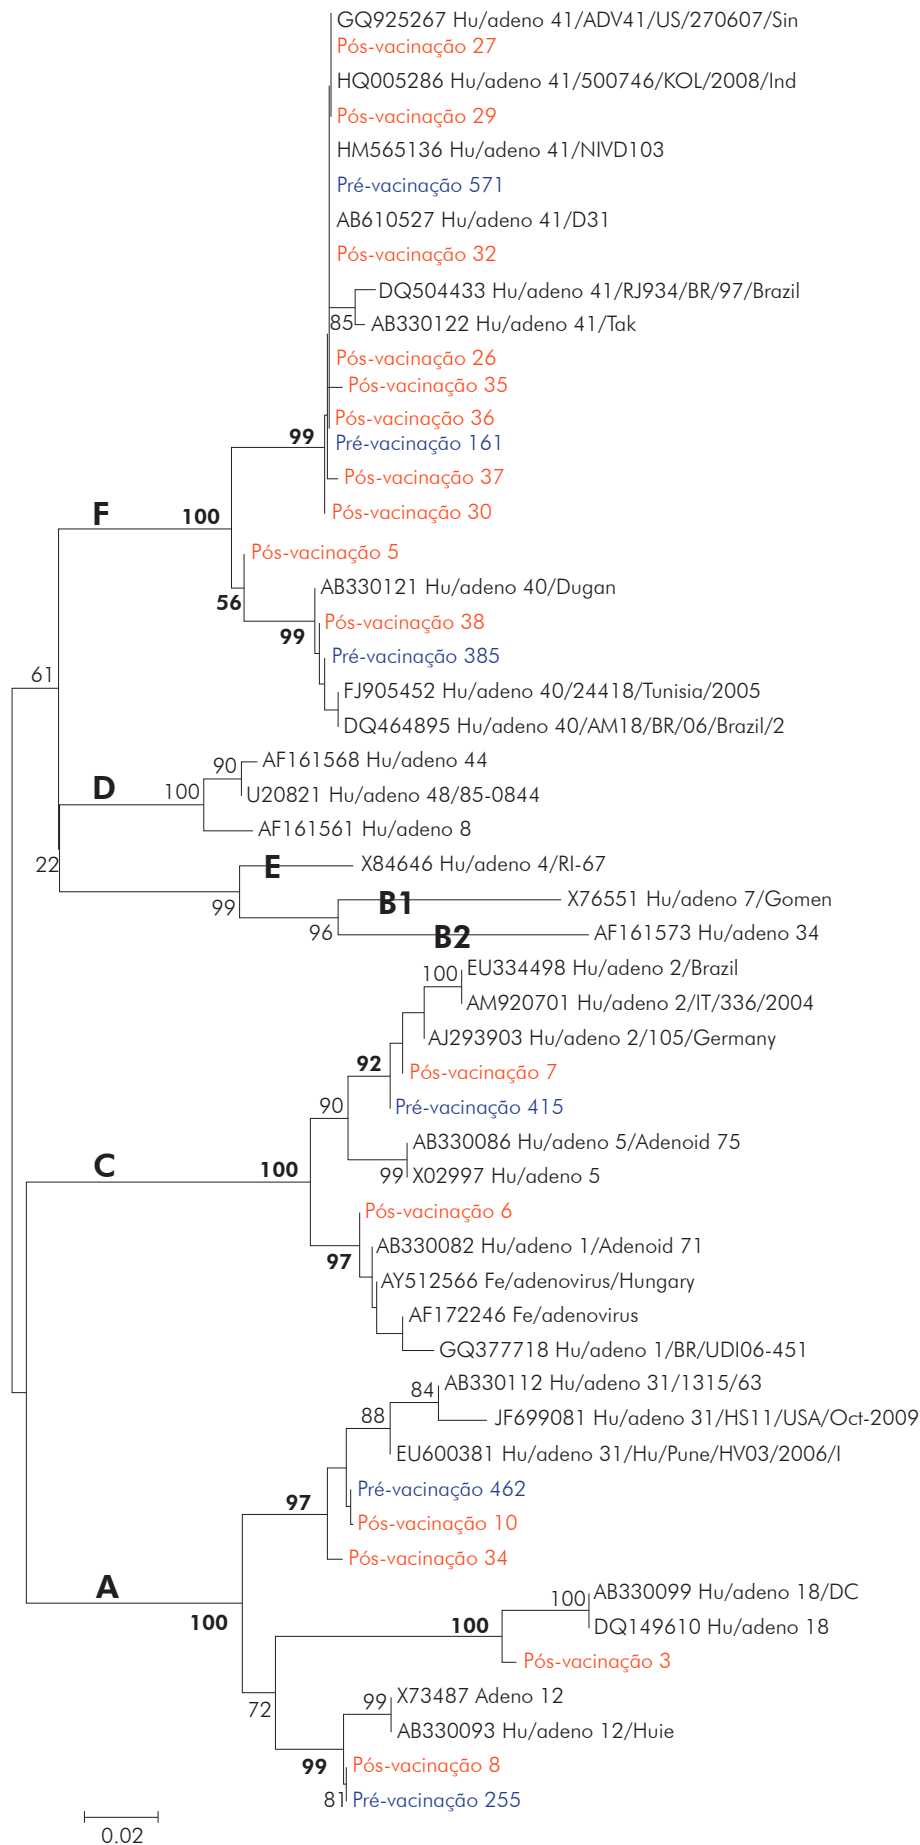 GQ925267 Hu/adeno 41/ADV41/US/270607/Sin
Pós-vacinação 27
HQ005286 Hu/adeno 41/500746/KOL/2008/Ind
Pós-vacinação 29
HM565136 Hu/adeno 41/NIVD103
Pré-vacinação 571
AB610527 Hu/adeno 41/D31
Pós-vacinação 32
DQ504433 Hu/adeno 41/RJ934/BR/97/Brazil
85
AB330122 Hu/adeno 41/Tak
Pós-vacinação 26
Pós-vacinação 35
Pós-vacinação 36
99
Pré-vacinação 161
Pós-vacinação 37
Pós-vacinação 30
F
100
Pós-vacinação 5
AB330121 Hu/adeno 40/Dugan
56
Pós-vacinação 38
99
Pré-vacinação 385
61
FJ905452 Hu/adeno 40/24418/Tunisia/2005
DQ464895 Hu/adeno 40/AM18/BR/06/Brazil/2
90
AF161568 Hu/adeno 44
D
100
U20821 Hu/adeno 48/85-0844
AF161561 Hu/adeno 8
22
E
X84646 Hu/adeno 4/RI-67
99
B1
X76551 Hu/adeno 7/Gomen
96
B2
AF161573 Hu/adeno 34
100
EU334498 Hu/adeno 2/Brazil
AM920701 Hu/adeno 2/IT/336/2004
AJ293903 Hu/adeno 2/105/Germany
92
Pós-vacinação 7
90
Pré-vacinação 415
AB330086 Hu/adeno 5/Adenoid 75
C
100
99
X02997 Hu/adeno 5
Pós-vacinação 6
AB330082 Hu/adeno 1/Adenoid 71
97
AY512566 Fe/adenovirus/Hungary
AF172246 Fe/adenovirus
GQ377718 Hu/adeno 1/BR/UDI06-451
84
AB330112 Hu/adeno 31/1315/63
88
JF699081 Hu/adeno 31/HS11/USA/Oct-2009
EU600381 Hu/adeno 31/Hu/Pune/HV03/2006/I
Pré-vacinação 462
97
Pós-vacinação 10
Pós-vacinação 34
A
100
100
AB330099 Hu/adeno 18/DC
100
DQ149610 Hu/adeno 18
Pós-vacinação 3
72
99
X73487 Adeno 12
AB330093 Hu/adeno 12/Huie
99
Pós-vacinação 8
81
Pré-vacinação 255
0.02